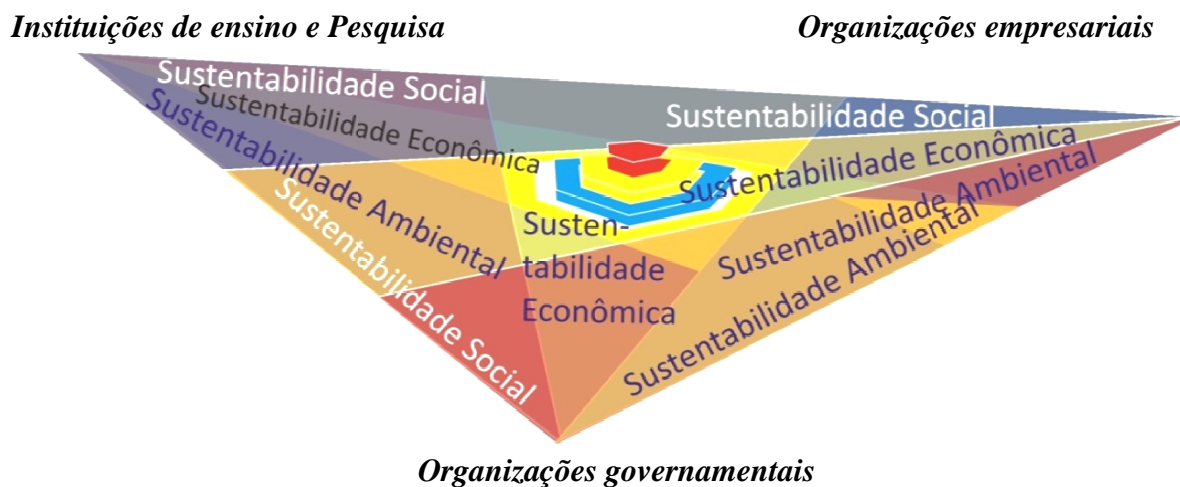 Instituições de ensino e Pesquisa
Organizações empresariais
Sustentabilidade Social
Sustentabilidade Econômica
Sustentabilidade Ambiental
Sustentabilidade Social
Sustentabilidade Social
Sustentabilidade Econômica
Sustentabilidade Ambiental
Sustentabilidade Ambiental
Susten-
tabilidade
Econômica
Organizações governamentais